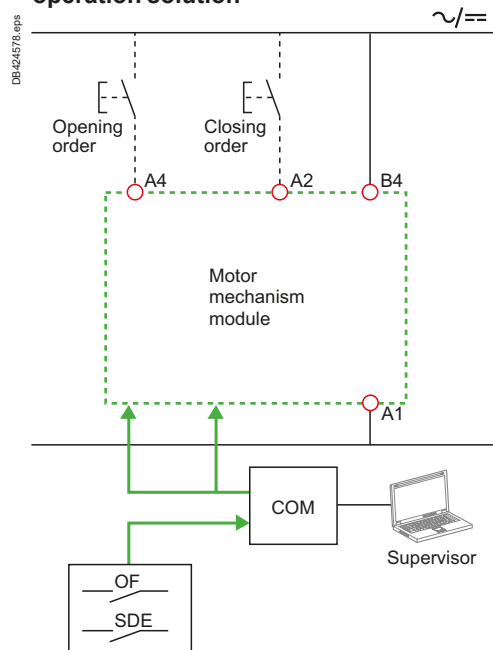 operation solution
DB424578.eps
Opening
order
Closing
order
A4
A2
B4
Motor
mechanism
module
A1
COM
Supervisor
OF
SDE